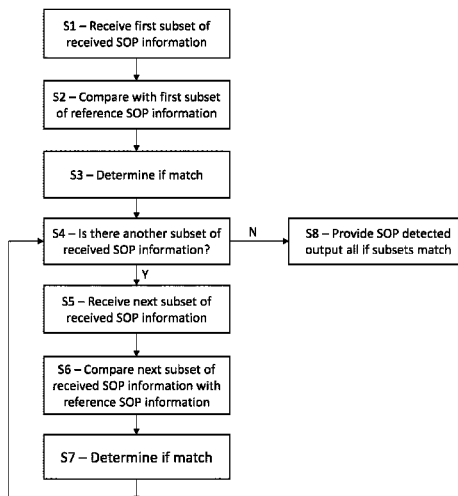 S1 – Receive first subset of
received SOP information
S2 – Compare with first subset
of reference SOP information
S3 – Determine if match
S4 – Is there another subset of
received SOP information?
N
S8 – Provide SOP detected
output all if subsets match
Y
S5 – Receive next subset of
received SOP information
S6 – Compare next subset of
received SOP information with
reference SOP information
S7 – Determine if match